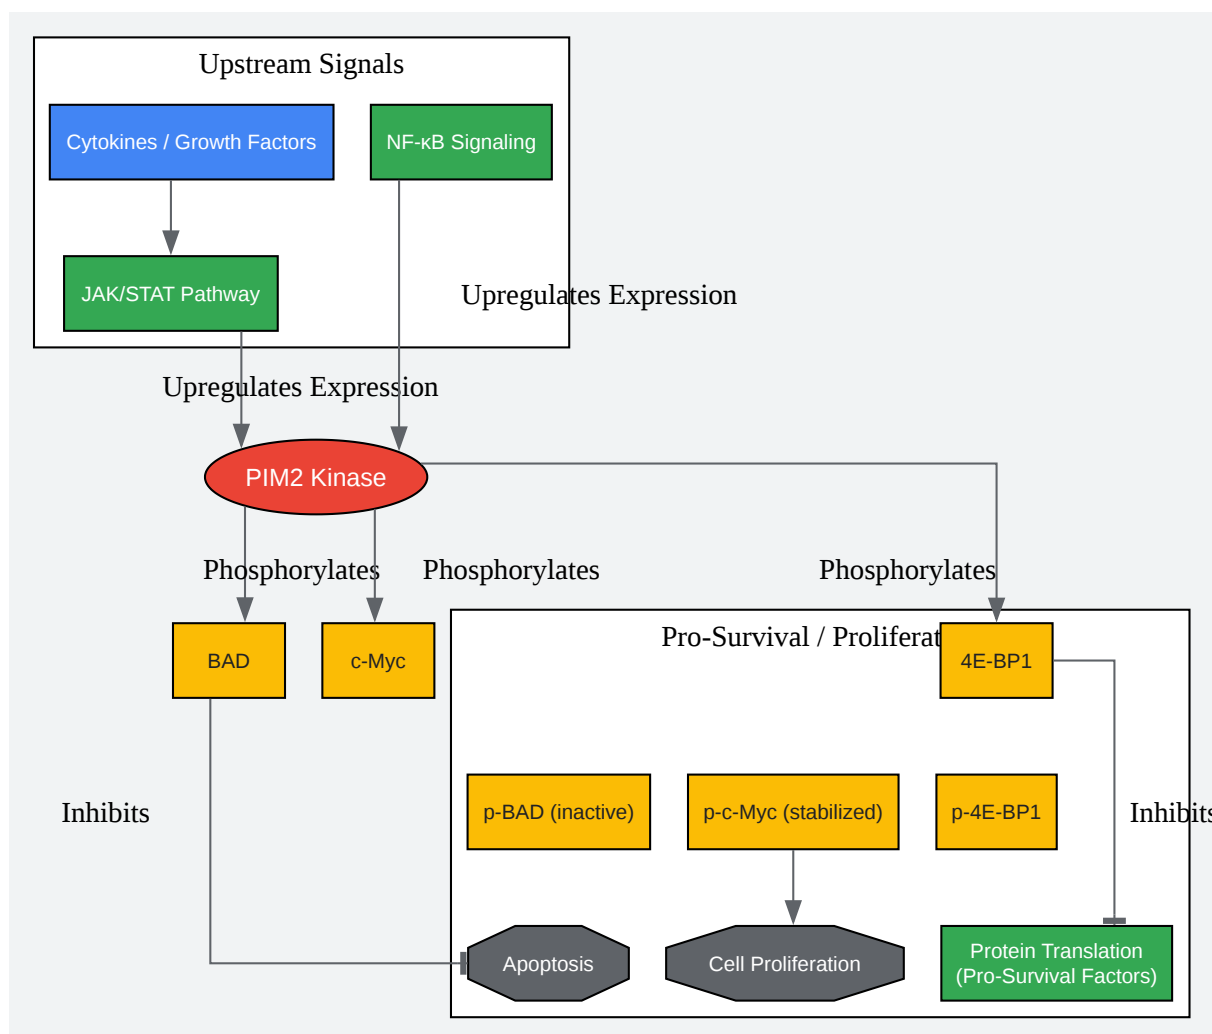 Upstream Signals
Cytokines / Growth Factors
NF-κB Signaling
JAK/STAT Pathway
Upregulates Expression
Upregulates Expression
PIM2 Kinase
Phosphorylates
Phosphorylates
Phosphorylates
Pro-Survival / Proliferat
BAD
c-Myc
4E-BP1
p-BAD (inactive)
p-c-Myc (stabilized)
p-4E-BP1
Inhibits
Inhibits
Apoptosis
Cell Proliferation
Protein Translation
(Pro-Survival Factors)